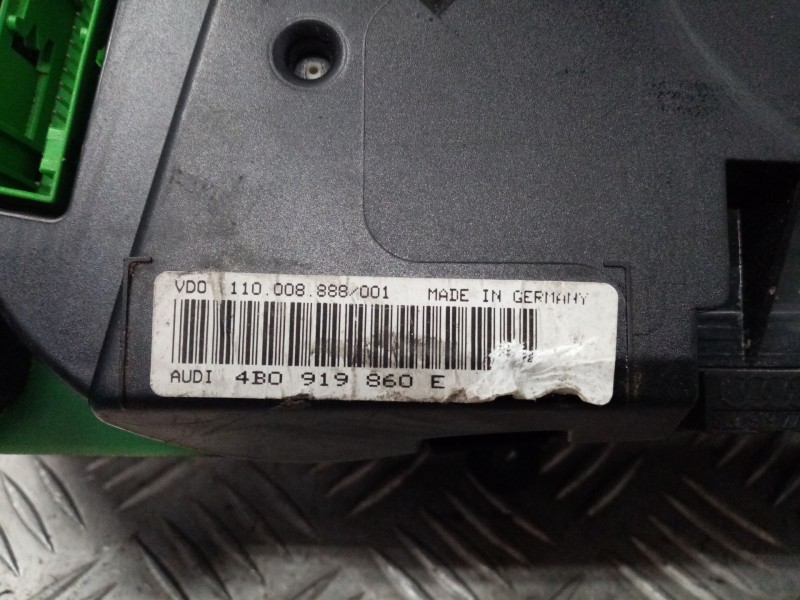 VDO 110.008.888/001 MADE IN GERMANY
AUDI 4B0 919 860 E